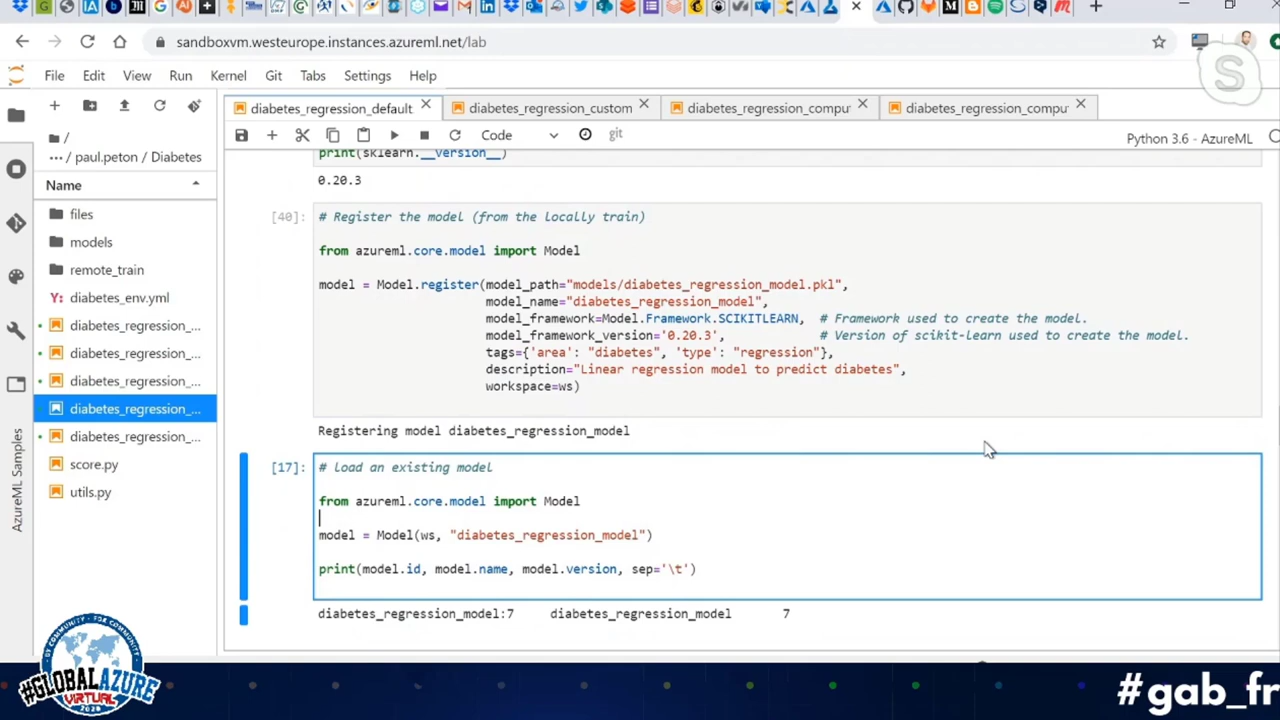 sandboxvm.westeurope.instances.azureml.net/lab
File Edit View Run Kernel Git Tabs Settings Help
diabetes_regression_default
diabetes_regression_custom
diabetes_regression_compu
diabetes_regression_compu
Code
git
Python 3.6 - AzureML
/
··· / paul.peton / Diabetes
Name
files
models
remote_train
diabetes_env.yml
diabetes_regression_...
diabetes_regression_...
diabetes_regression_...
diabetes_regression_...
diabetes_regression_...
score.py
utils.py
AzureML Samples
print(sklearn.__version__)
0.20.3
[40]:
# Register the model (from the locally train)
from azureml.core.model import Model
model = Model.register(model_path="models/diabetes_regression_model.pkl",
model_name="diabetes_regression_model",
model_framework=Model.Framework.SCIKITLEARN, # Framework used to create the model.
model_framework_version='0.20.3', # Version of scikit-learn used to create the model.
tags={'area': "diabetes", 'type': "regression"},
description="Linear regression model to predict diabetes",
workspace=ws)
Registering model diabetes_regression_model
[17]:
# load an existing model
from azureml.core.model import Model
model = Model(ws, "diabetes_regression_model")
print(model.id, model.name, model.version, sep='\t')
diabetes_regression_model:7 diabetes_regression_model 7
BY COMMUNITY - FOR COMMUNITY
#GLOBALAZURE
VIRTUAL
2020
#gab_fr